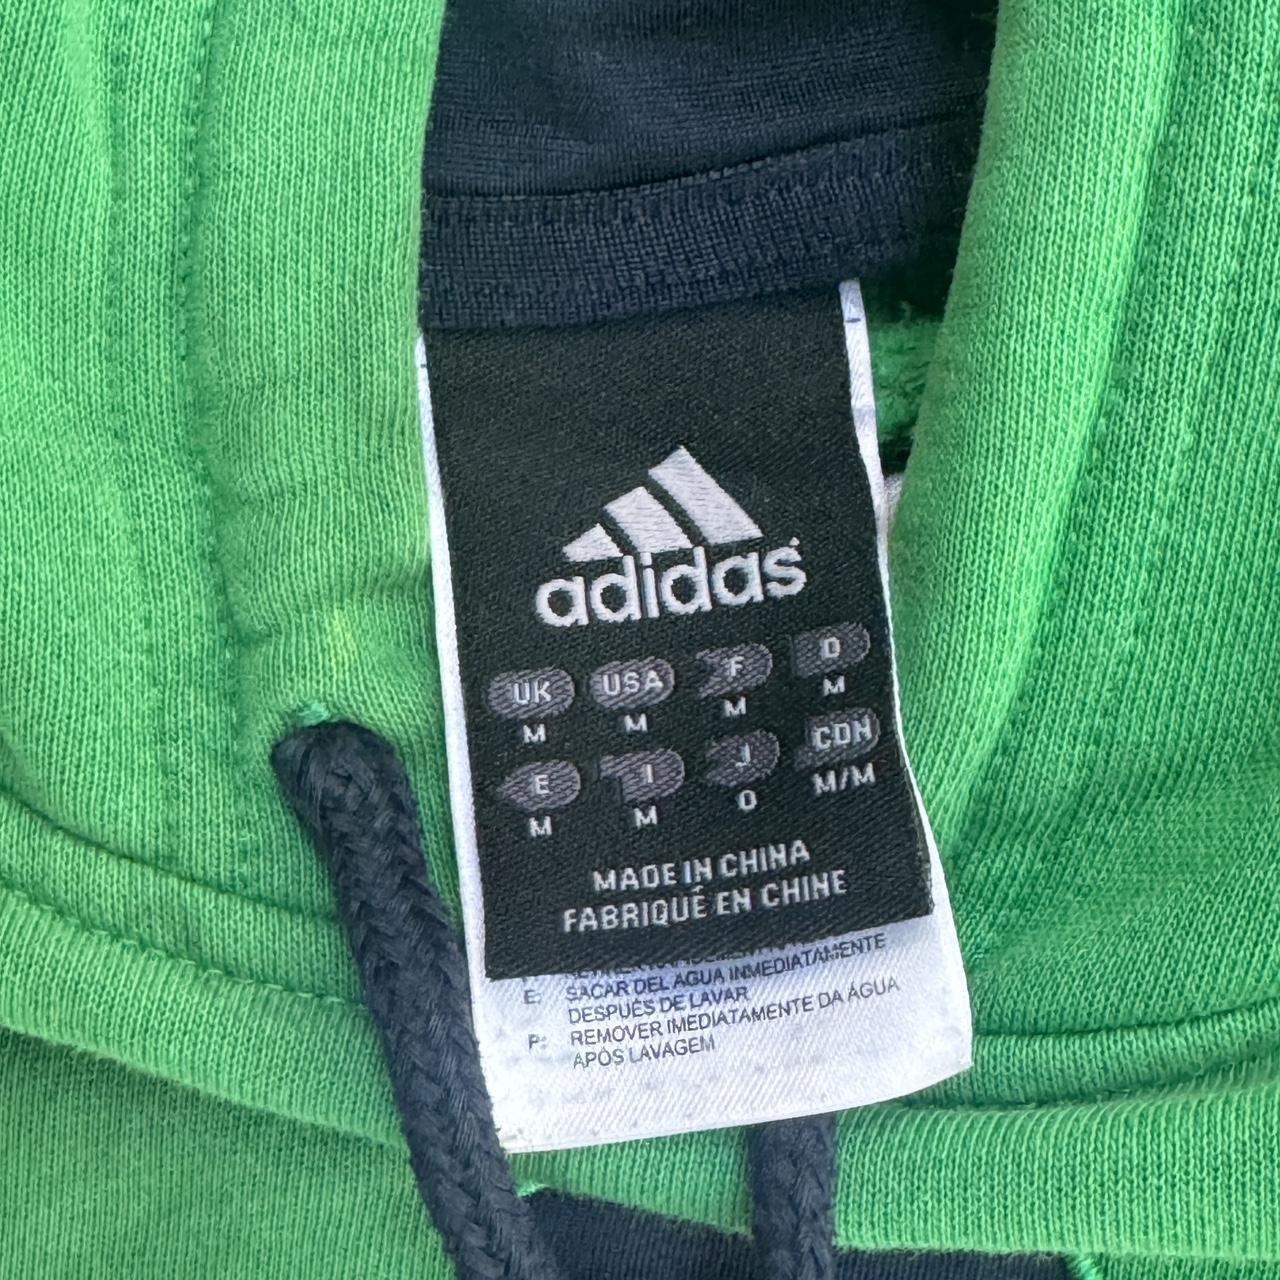 adidas
UK USA F D
M M M M
E I J CDN
M M O M/M
MADE IN CHINA
FABRIQUÉ EN CHINE
E: SACAR DEL AGUA INMEDIATAMENTE
DESPUÉS DE LAVAR
P: REMOVER IMEDIATAMENTE DA ÁGUA
APÓS LAVAGEM